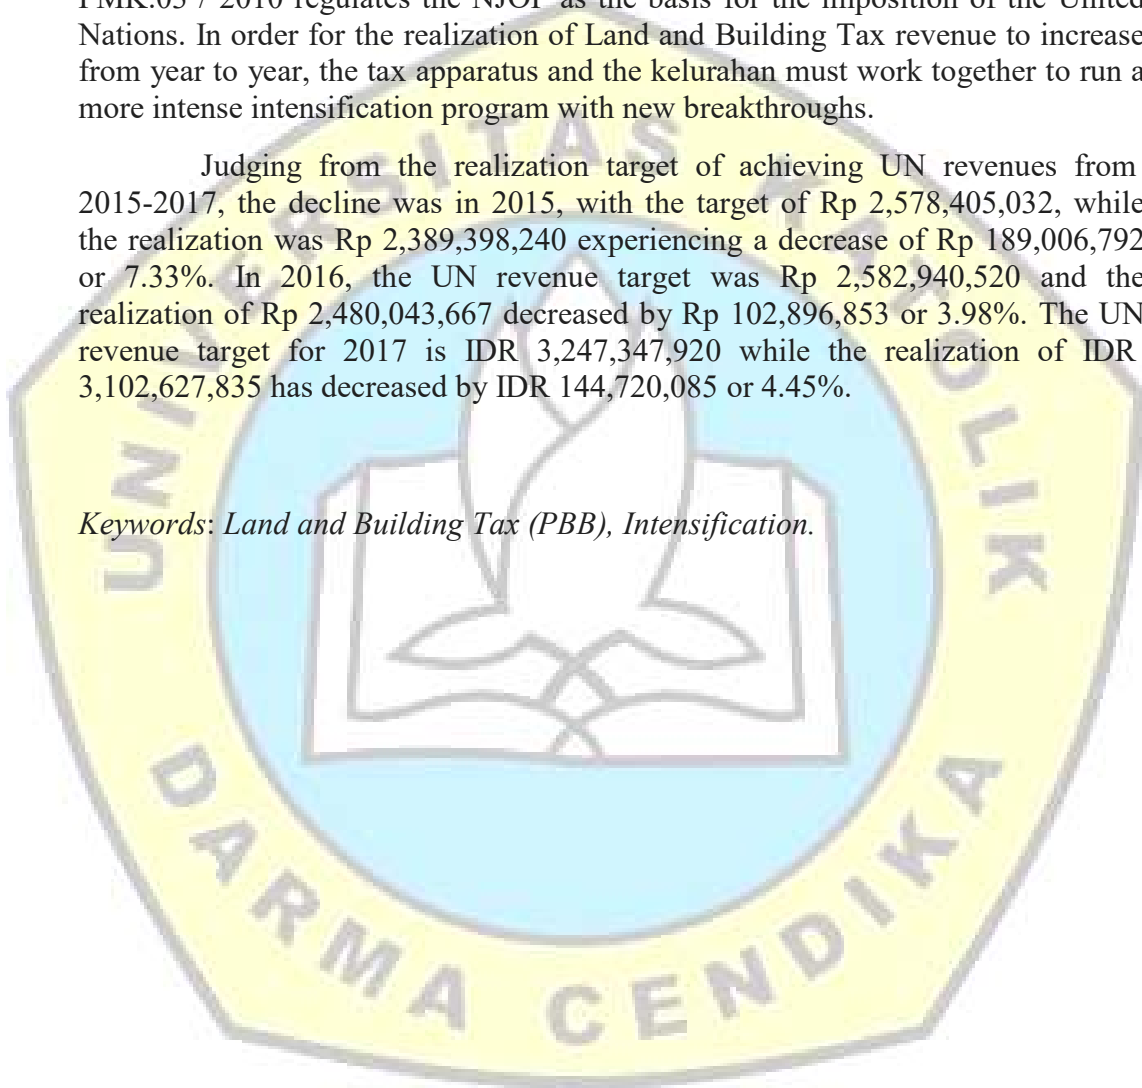 PMK.03 / 2010 regulates the NJOP as the basis for the imposition of the United
Nations. In order for the realization of Land and Building Tax revenue to increase
from year to year, the tax apparatus and the kelurahan must work together to run a
more intense intensification program with new breakthroughs.
Judging from the realization target of achieving UN revenues from
2015-2017, the decline was in 2015, with the target of Rp 2,578,405,032, while
the realization was Rp 2,389,398,240 experiencing a decrease of Rp 189,006,792
or 7.33%. In 2016, the UN revenue target was Rp 2,582,940,520 and the
realization of Rp 2,480,043,667 decreased by Rp 102,896,853 or 3.98%. The UN
revenue target for 2017 is IDR 3,247,347,920 while the realization of IDR
3,102,627,835 has decreased by IDR 144,720,085 or 4.45%.
Keywords: Land and Building Tax (PBB), Intensification.
UNIVERSITAS KATOLIK
DARMA CENDIKA